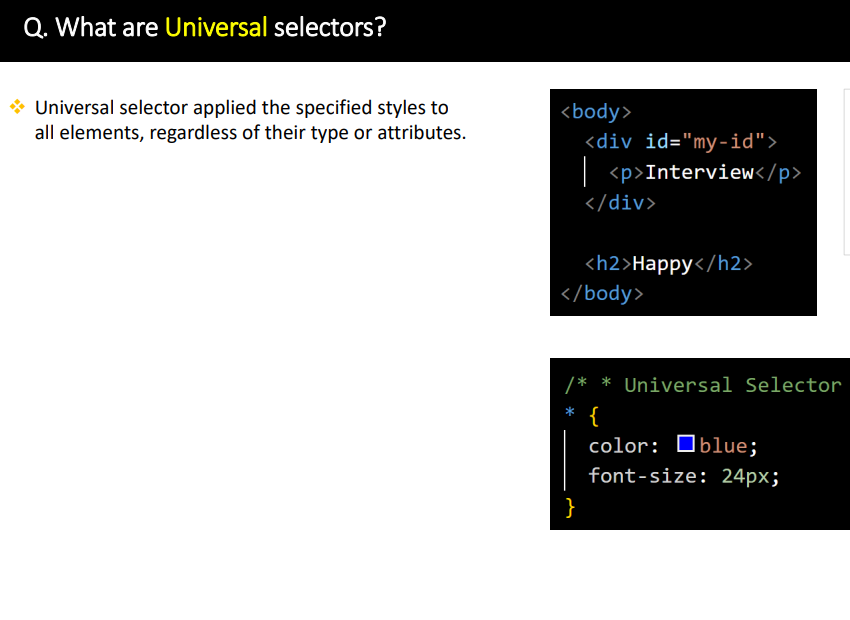 Q. What are Universal selectors?
Universal selector applied the specified styles to
all elements, regardless of their type or attributes.
<body>
<div id="my-id">
<p>Interview</p>
</div>
<h2>Happy</h2>
</body>
/* * Universal Selector
* {
color: blue;
font-size: 24px;
}